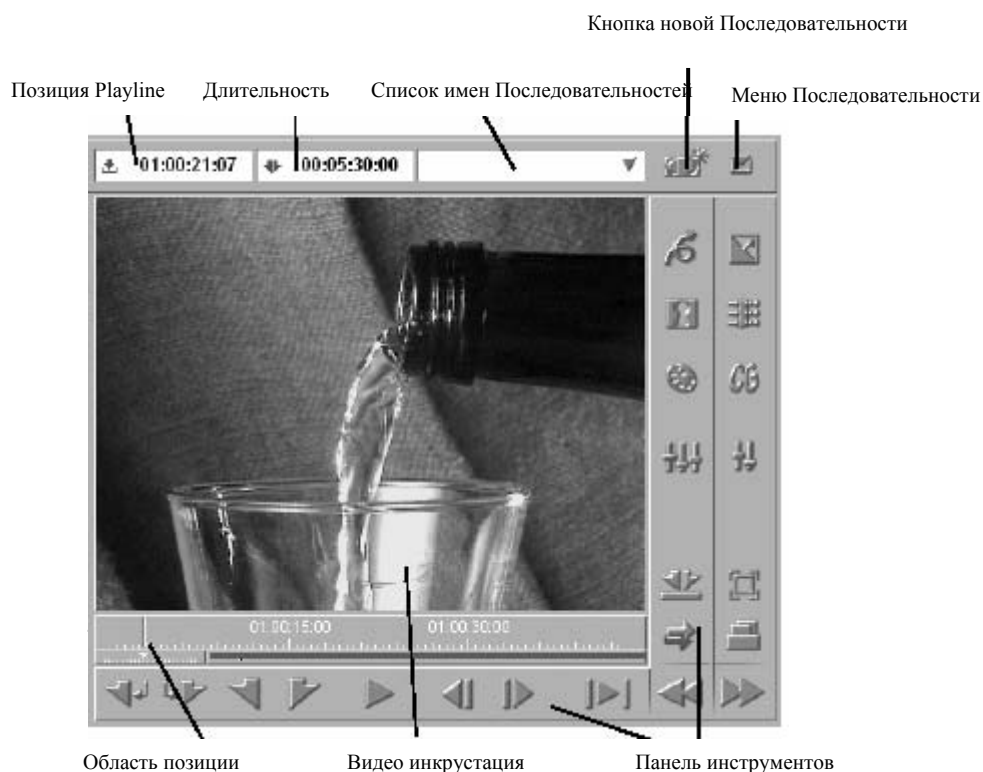 Кнопка новой Последовательности
Позиция Playline Длительность Список имен Последовательностей Меню Последовательности
01:00:21:07 00:05:30:00
CG
01:00:15:00 01:00:30:00
Область позиции Видео инкрустация Панель инструментов